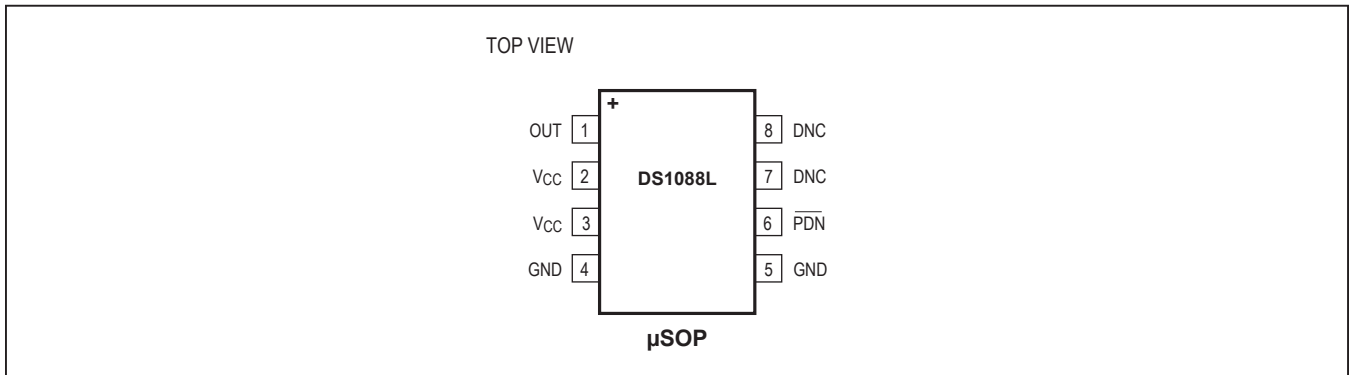 TOP VIEW
+
OUT 1 8 DNC
VCC 2 DS1088L 7 DNC
VCC 3 6 P̅D̅N̅
GND 4 5 GND
µSOP